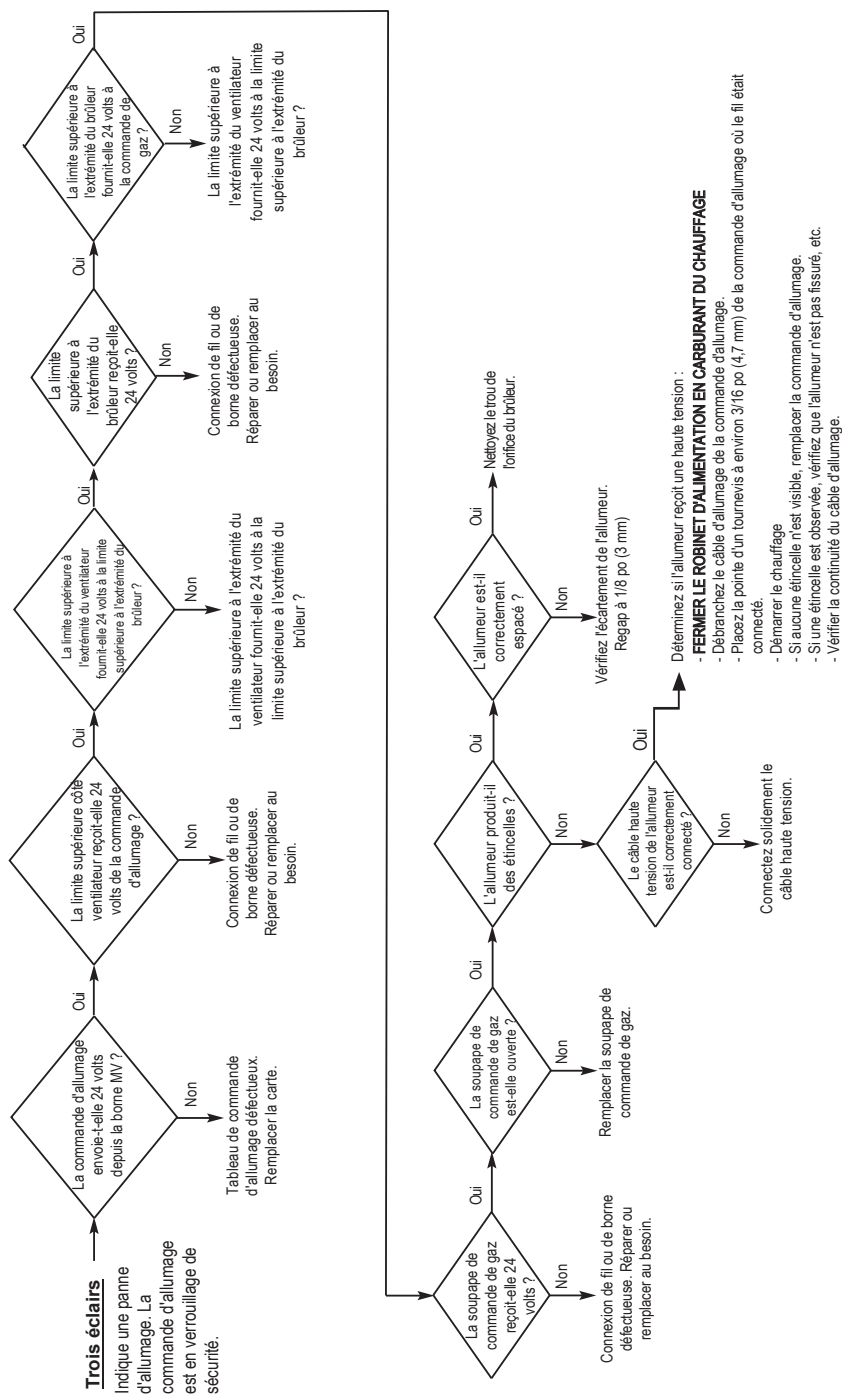 Trois éclairs
Indique une panne
d'allumage. La
commande d'allumage
est en verrouillage de
sécurité.
La commande d'allumage
envoie-t-elle 24 volts
depuis la borne MV ?
Oui
Non
Tableau de commande
d'allumage défectueux.
Remplacer la carte.
La limite supérieure côté
ventilateur reçoit-elle 24
volts de la commande
d'allumage ?
Oui
Non
Connexion de fil ou de
borne défectueuse.
Réparer ou remplacer au
besoin.
La limite supérieure à
l'extrémité du ventilateur
fournit-elle 24 volts à la limite
supérieure à l'extrémité du
brûleur ?
Oui
Non
La limite supérieure à l'extrémité du
ventilateur fournit-elle 24 volts à la
limite supérieure à l'extrémité du
brûleur ?
La limite
supérieure à
l'extrémité du
brûleur reçoit-elle
24 volts ?
Oui
Non
Connexion de fil ou de
borne défectueuse.
Réparer ou remplacer au
besoin.
La limite supérieure à
l'extrémité du brûleur
fournit-elle 24 volts à
la commande de
gaz ?
Oui
Non
La limite supérieure à
l'extrémité du ventilateur
fournit-elle 24 volts à la limite
supérieure à l'extrémité du
brûleur ?
La soupape de
commande de gaz
reçoit-elle 24
volts ?
Oui
Non
Connexion de fil ou de borne
défectueuse. Réparer ou
remplacer au besoin.
La soupape de
commande de gaz
est-elle ouverte ?
Oui
Non
Remplacer la soupape de
commande de gaz.
L'allumeur produit-il
des étincelles ?
Oui
Non
L'allumeur est-il
correctement
espacé ?
Oui
Nettoyez le trou de
l'orifice du brûleur.
Non
Vérifiez l'écartement de l'allumeur.
Regap à 1/8 po (3 mm)
Le câble haute
tension de l'allumeur
est-il correctement
connecté ?
Oui
Non
Connectez solidement le
câble haute tension.
Déterminez si l'allumeur reçoit une haute tension :
- FERMER LE ROBINET D'ALIMENTATION EN CARBURANT DU CHAUFFAGE
- Débranchez le câble d'allumage de la commande d'allumage.
- Placez la pointe d'un tournevis à environ 3/16 po (4,7 mm) de la commande d'allumage où le fil était
connecté.
- Démarrer le chauffage
- Si aucune étincelle n'est visible, remplacer la commande d'allumage.
- Si une étincelle est observée, vérifiez que l'allumeur n'est pas fissuré, etc.
- Vérifier la continuité du câble d'allumage.